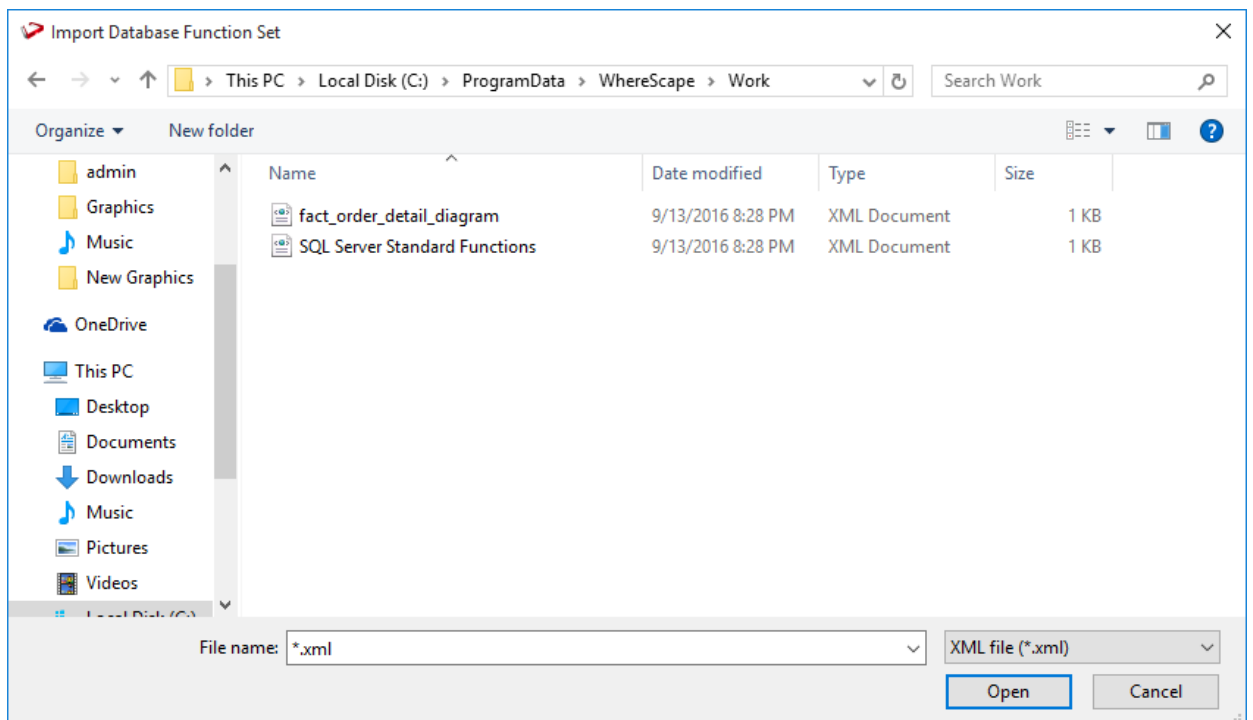 Import Database Function Set
This PC > Local Disk (C:) > ProgramData > WhereScape > Work
Search Work
Organize
New folder
Name Date modified Type Size
admin
Graphics
Music
New Graphics
OneDrive
This PC
Desktop
Documents
Downloads
Music
Pictures
Videos
Local Disk (C:)
fact_order_detail_diagram 9/13/2016 8:28 PM XML Document 1 KB
SQL Server Standard Functions 9/13/2016 8:28 PM XML Document 1 KB
File name: *.xml XML file (*.xml)
Open Cancel